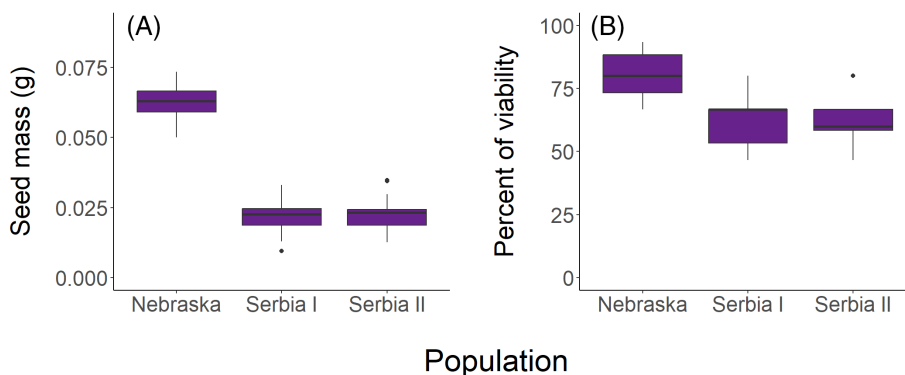 (A)
Seed mass (g)
0.075
0.050
0.025
0.000
Nebraska Serbia I Serbia II
(B)
Percent of viability
100
75
50
25
0
Nebraska Serbia I Serbia II
Population